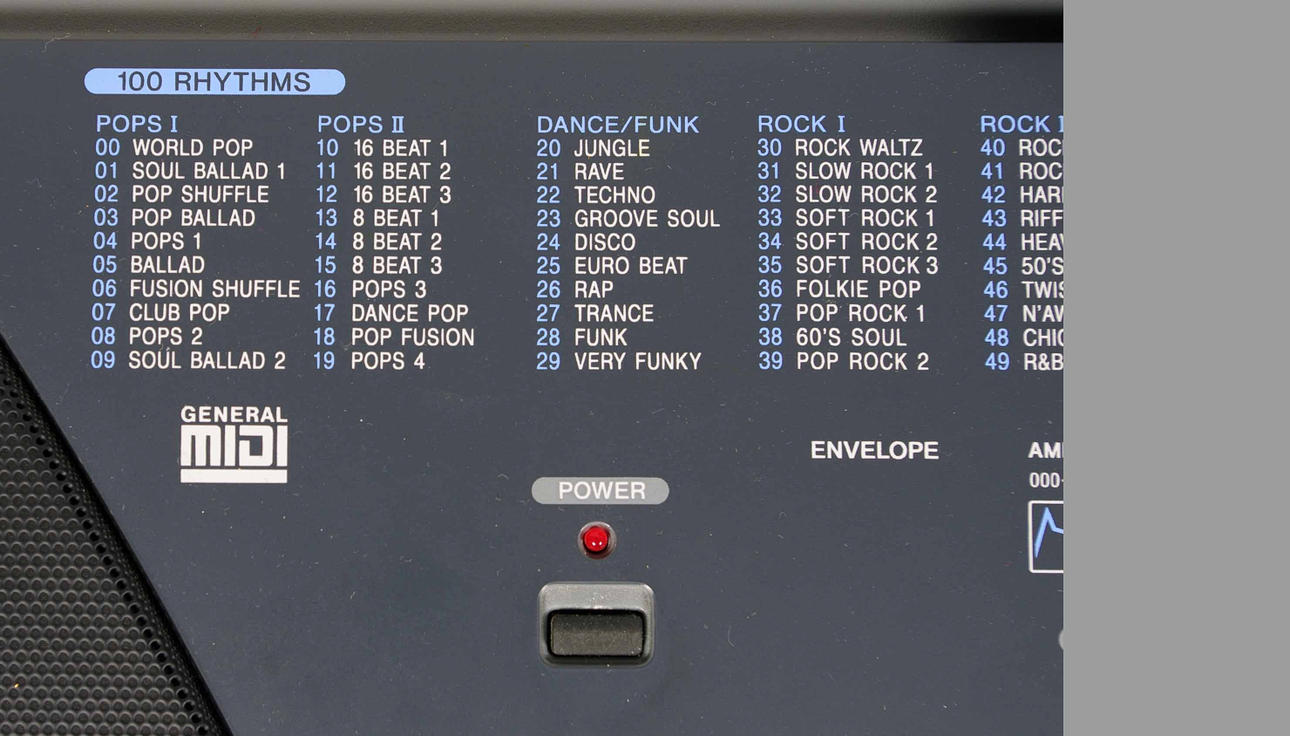 100 RHYTHMS
POPS I
00 WORLD POP
01 SOUL BALLAD 1
02 POP SHUFFLE
03 POP BALLAD
04 POPS 1
05 BALLAD
06 FUSION SHUFFLE
07 CLUB POP
08 POPS 2
09 SOUL BALLAD 2
POPS II
10 16 BEAT 1
11 16 BEAT 2
12 16 BEAT 3
13 8 BEAT 1
14 8 BEAT 2
15 8 BEAT 3
16 POPS 3
17 DANCE POP
18 POP FUSION
19 POPS 4
DANCE/FUNK
20 JUNGLE
21 RAVE
22 TECHNO
23 GROOVE SOUL
24 DISCO
25 EURO BEAT
26 RAP
27 TRANCE
28 FUNK
29 VERY FUNKY
ROCK I
30 ROCK WALTZ
31 SLOW ROCK 1
32 SLOW ROCK 2
33 SOFT ROCK 1
34 SOFT ROCK 2
35 SOFT ROCK 3
36 FOLKIE POP
37 POP ROCK 1
38 60'S SOUL
39 POP ROCK 2
ROCK
40
41
42
43
44
45 50'S
46
47
48
49 R&B
GENERAL
MIDI
ENVELOPE
POWER